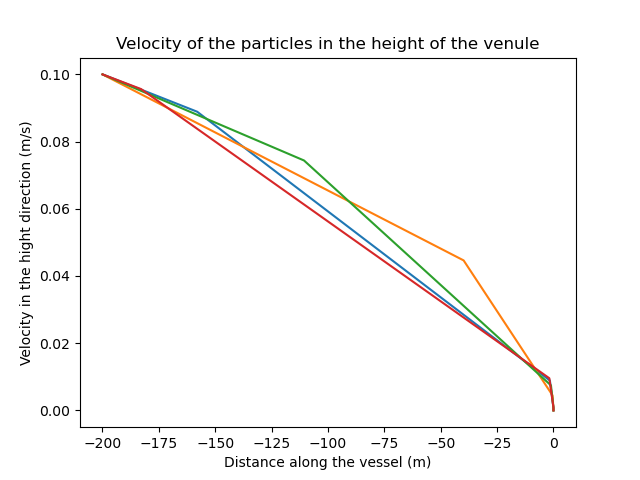 Velocity of the particles in the height of the venule
Velocity in the hight direction (m/s)
0.10
0.08
0.06
0.04
0.02
0.00
−200 −175 −150 −125 −100 −75 −50 −25 0
Distance along the vessel (m)